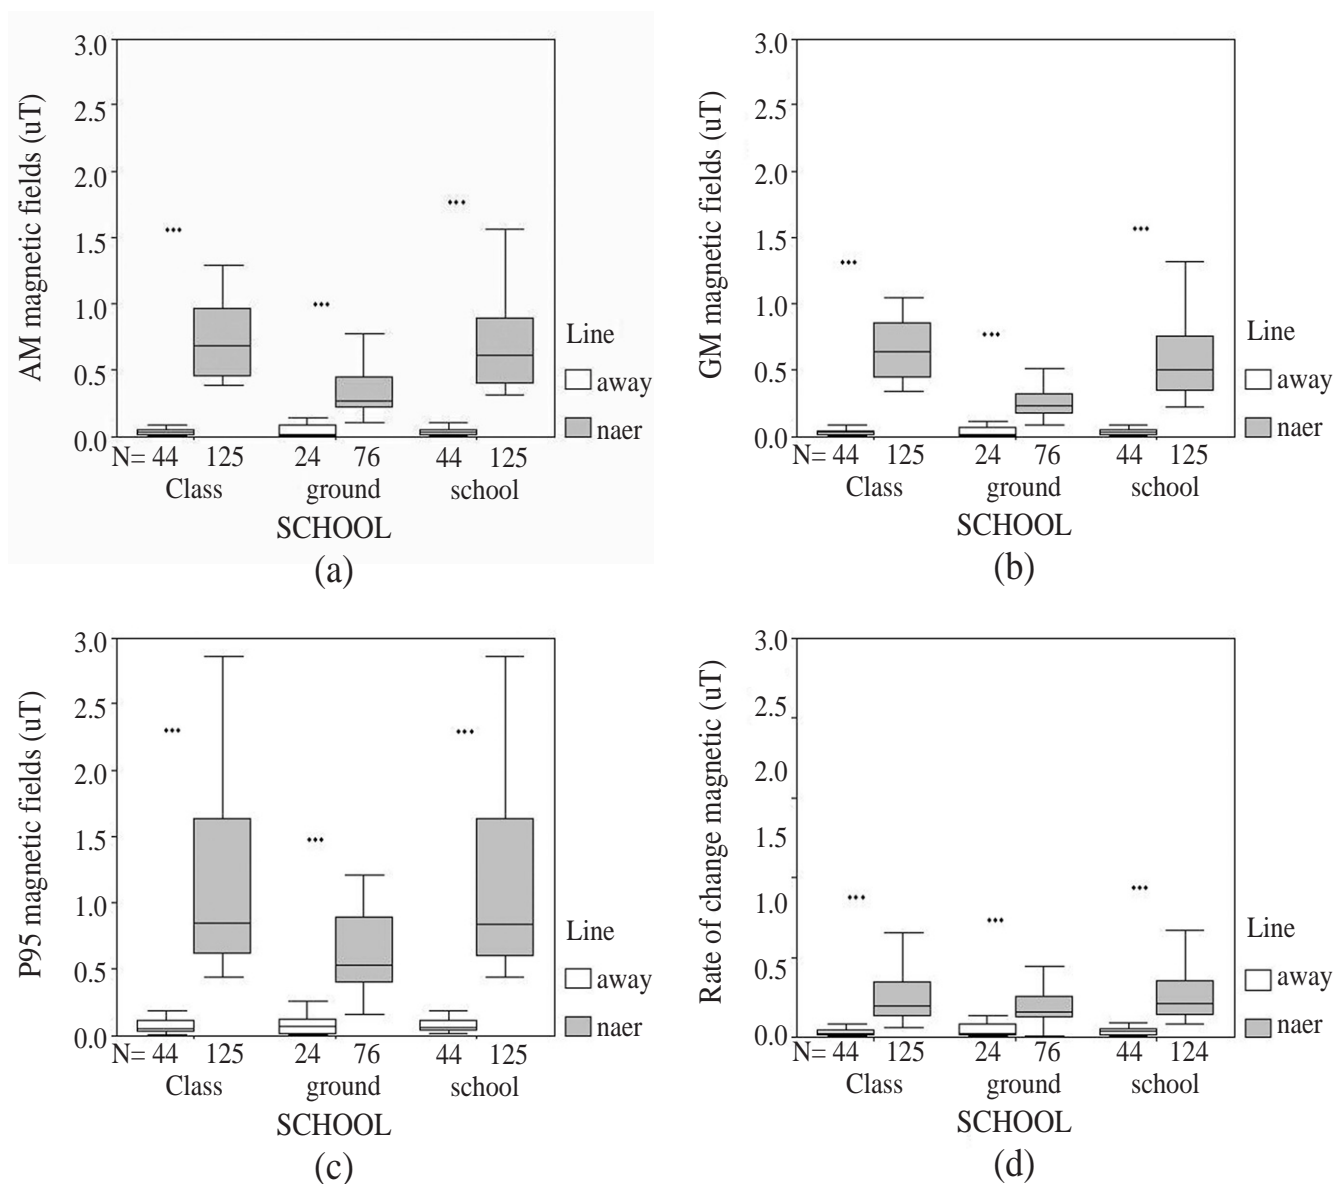 AM magnetic fields (uT)
3.0
2.5
2.0
1.5
1.0
0.5
0.0
N= 44 125 24 76 44 125
Class ground school
SCHOOL
(a)
Line
away
naer
GM magnetic fields (uT)
3.0
2.5
2.0
1.5
1.0
0.5
0.0
N= 44 125 24 76 44 125
Class ground school
SCHOOL
(b)
Line
away
naer
P95 magnetic fields (uT)
3.0
2.5
2.0
1.5
1.0
0.5
0.0
N= 44 125 24 76 44 125
Class ground school
SCHOOL
(c)
Line
away
naer
Rate of change magnetic (uT)
3.0
2.5
2.0
1.5
1.0
0.5
0.0
N= 44 125 24 76 44 124
Class ground school
SCHOOL
(d)
Line
away
naer